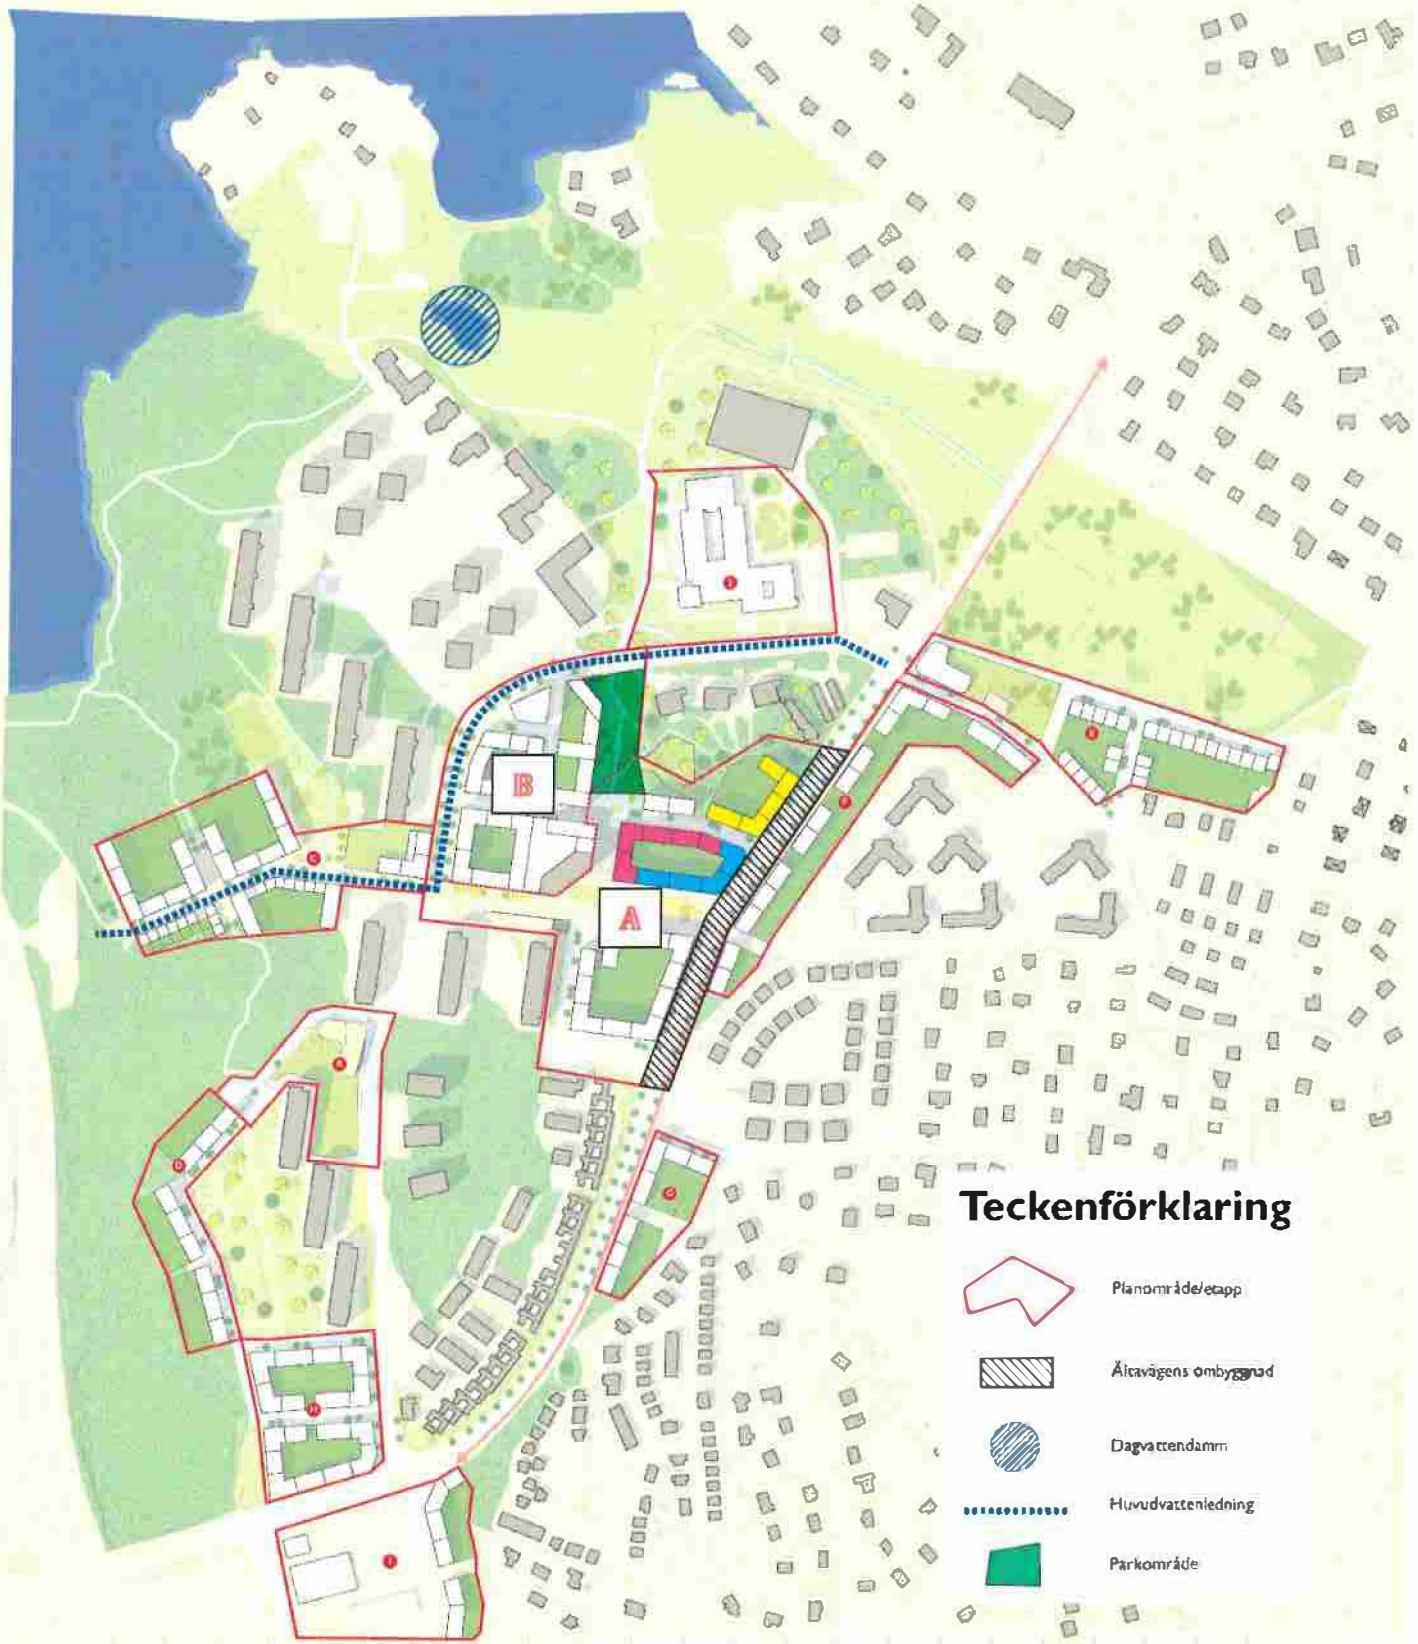 J
E
F
B
C
A
D
G
H
I
Teckenförklaring
Planområde/etapp
Ältavägens ombyggnad
Dagvattendamm
Huvudvattenledning
Parkområde